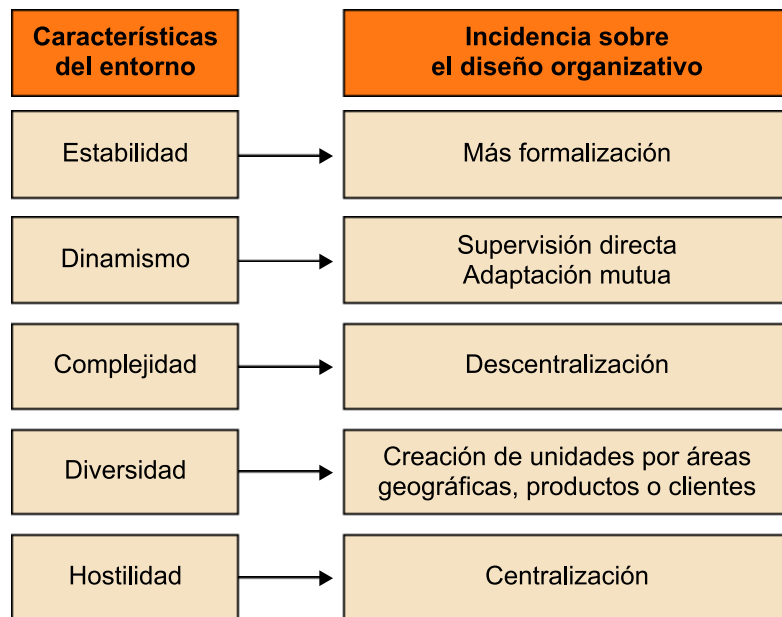 Características
del entorno
Incidencia sobre
el diseño organizativo
Estabilidad
Más formalización
Dinamismo
Supervisión directa
Adaptación mutua
Complejidad
Descentralización
Diversidad
Creación de unidades por áreas
geográficas, productos o clientes
Hostilidad
Centralización